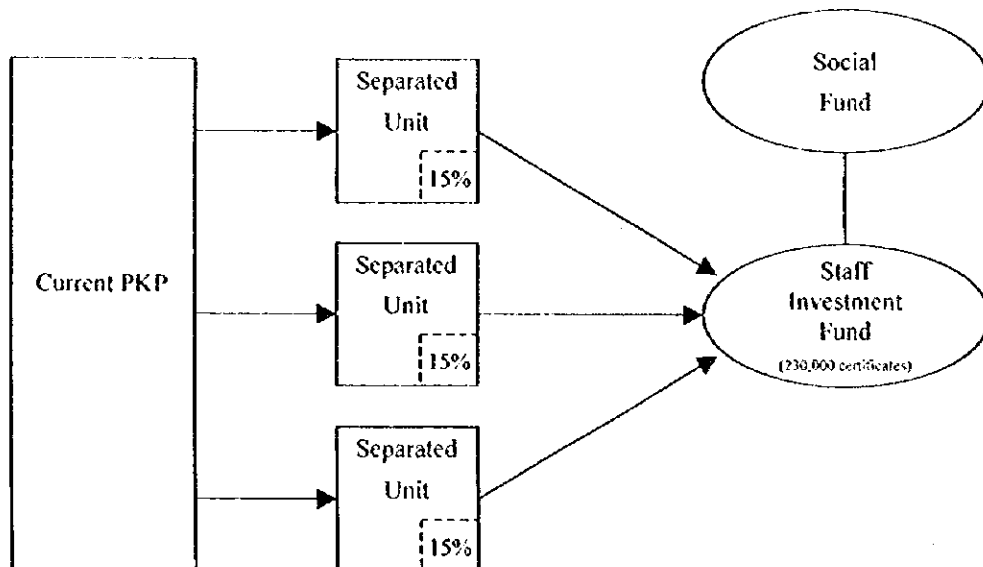 Current PKP
Separated
Unit
15%
Separated
Unit
15%
Separated
Unit
15%
Social
Fund
Staff
Investment
Fund
(230,000 certificates)